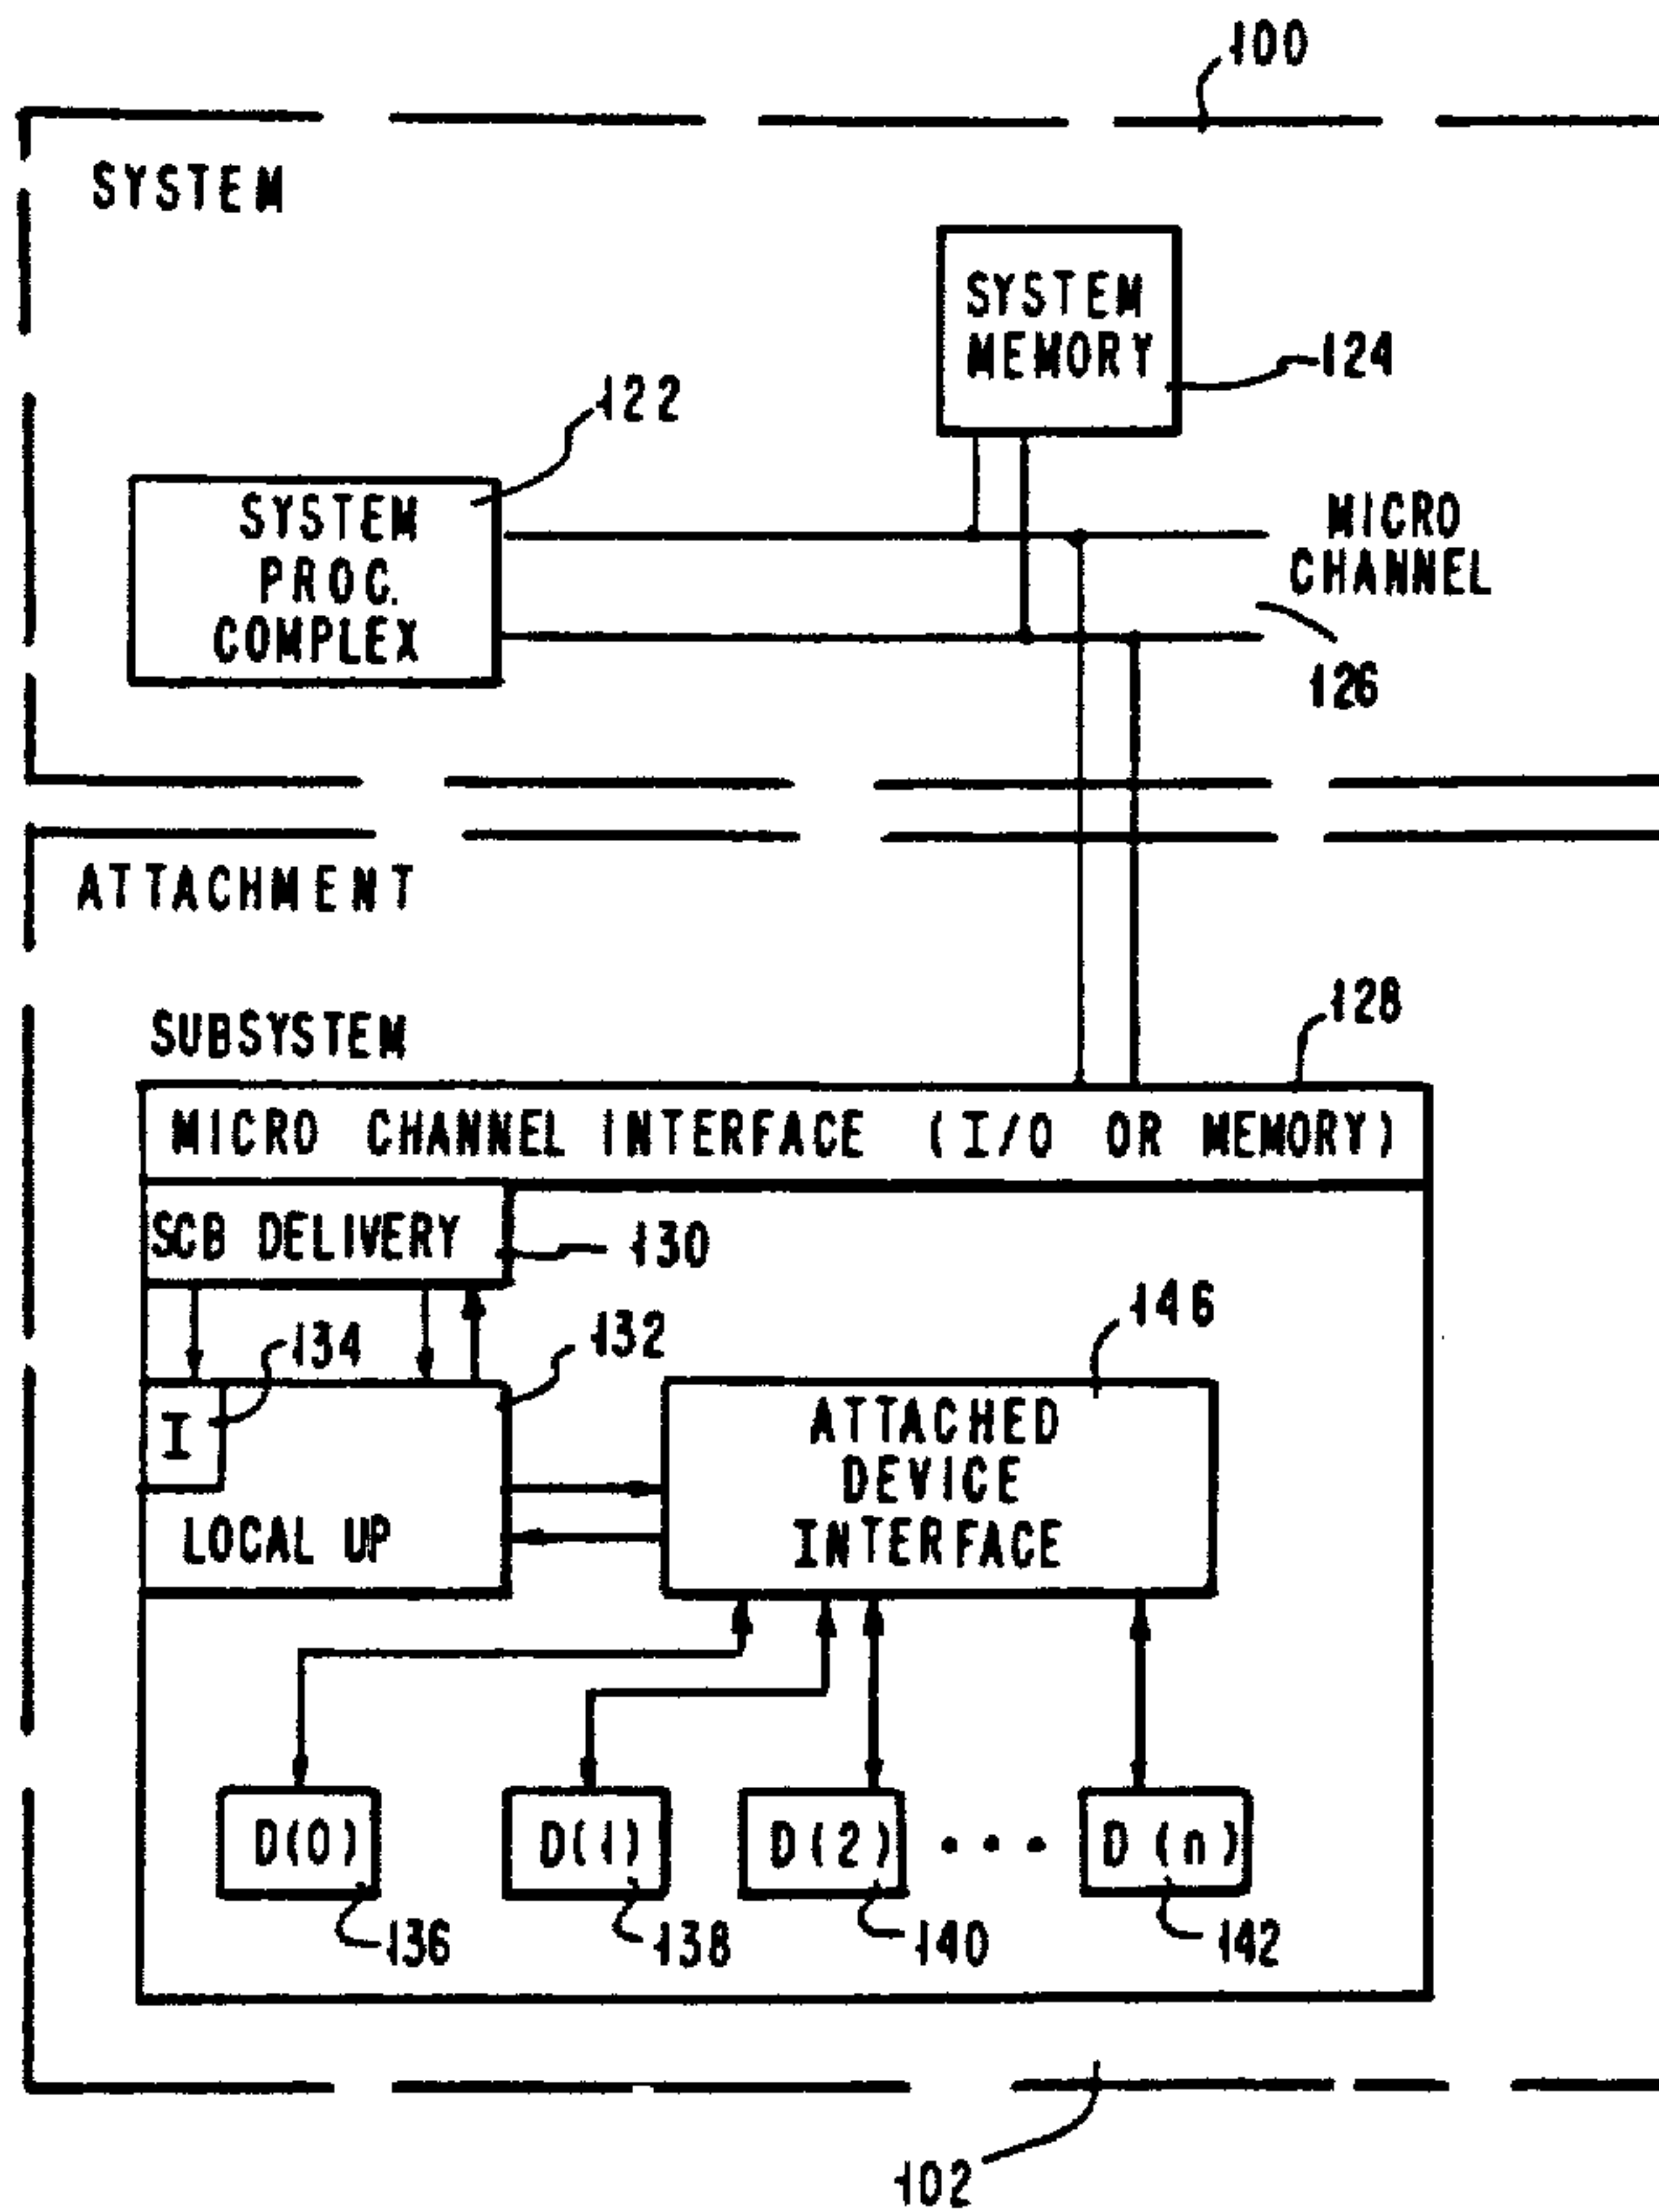 100
SYSTEM
SYSTEM
MEMORY
124
122
SYSTEM
PROC.
COMPLEX
MICRO
CHANNEL
126
ATTACHMENT
128
SUBSYSTEM
MICRO CHANNEL INTERFACE (I/O OR MEMORY)
SCB DELIVERY
130
146
134
132
I
LOCAL UP
ATTACHED
DEVICE
INTERFACE
D(0)
D(1)
D(2)
• • •
D(n)
136
138
140
142
102